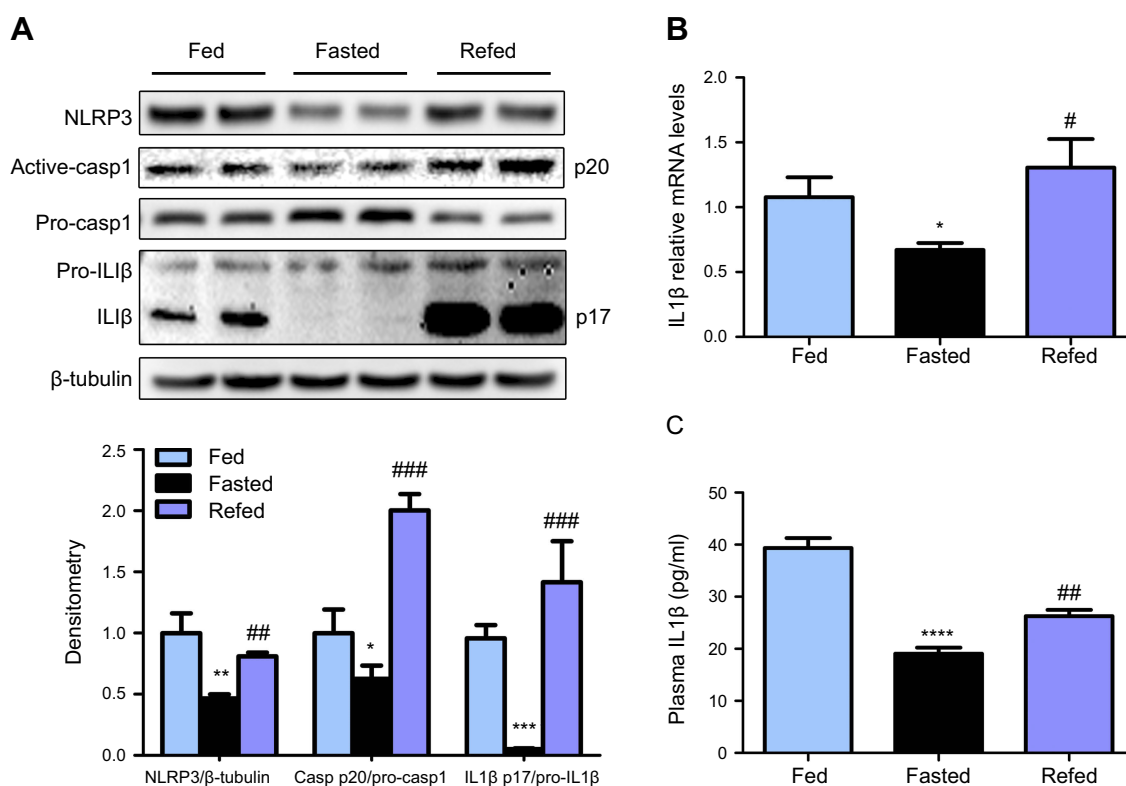 A
Fed Fasted Refed
NLRP3
Active-casp1 p20
Pro-casp1
Pro-ILIβ
ILIβ p17
β-tubulin
Densitometry
2.5
2.0
1.5
1.0
0.5
0.0
Fed
Fasted
Refed
** ## * ### *** ###
NLRP3/β-tubulin Casp p20/pro-casp1 IL1β p17/pro-IL1β
B
IL1β relative mRNA levels
2.0
1.5
1.0
0.5
0.0
* #
Fed Fasted Refed
C
Plasma IL1β (pg/ml)
50
40
30
20
10
0
**** ##
Fed Fasted Refed